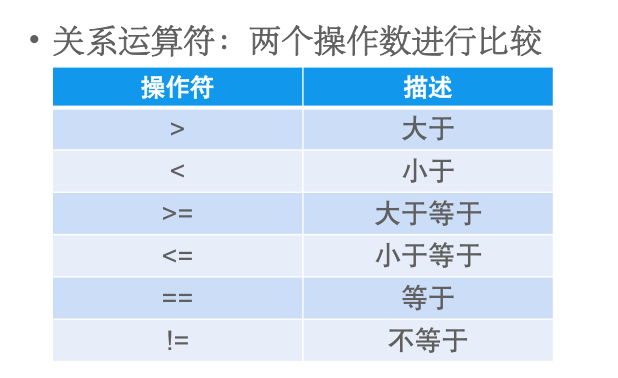 • 关系运算符：两个操作数进行比较
操作符 描述
> 大于
< 小于
>= 大于等于
<= 小于等于
== 等于
!= 不等于